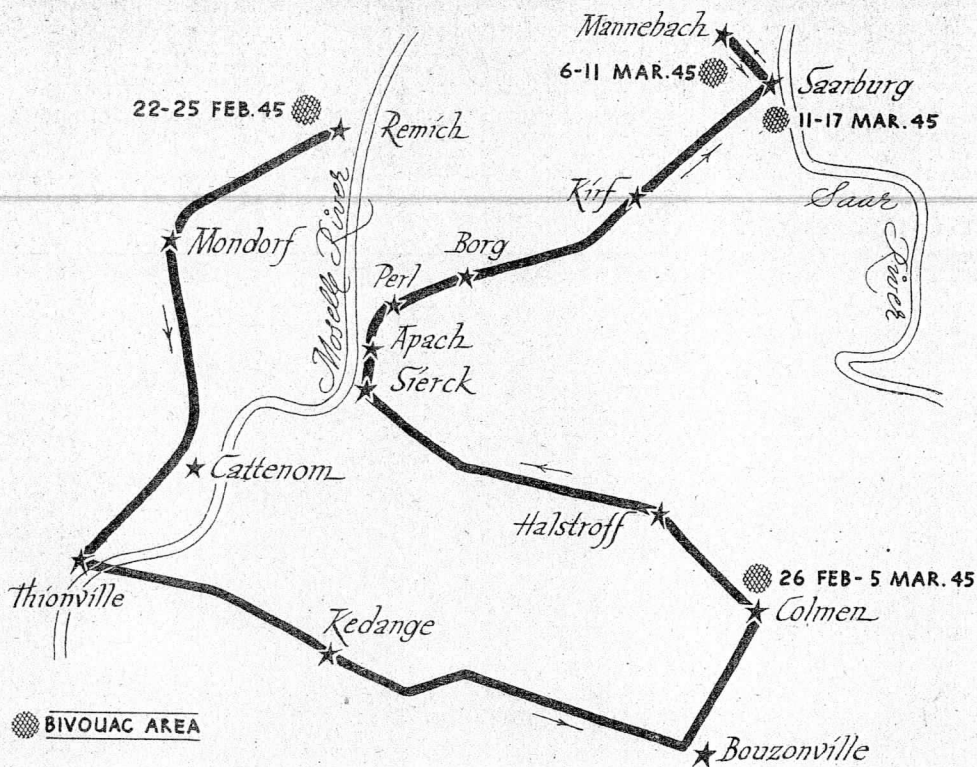 Mannebach
6-11 MAR. 45
Saarburg
22-25 FEB. 45
Remich
11-17 MAR. 45
Kirf
Saar River
Mondorf
Borg
Moselle River
Perl
Apach
Sierck
Cattenom
Halstroff
26 FEB - 5 MAR. 45
Thionville
Colmen
Kedange
BIVOUAC AREA
Bouzonville